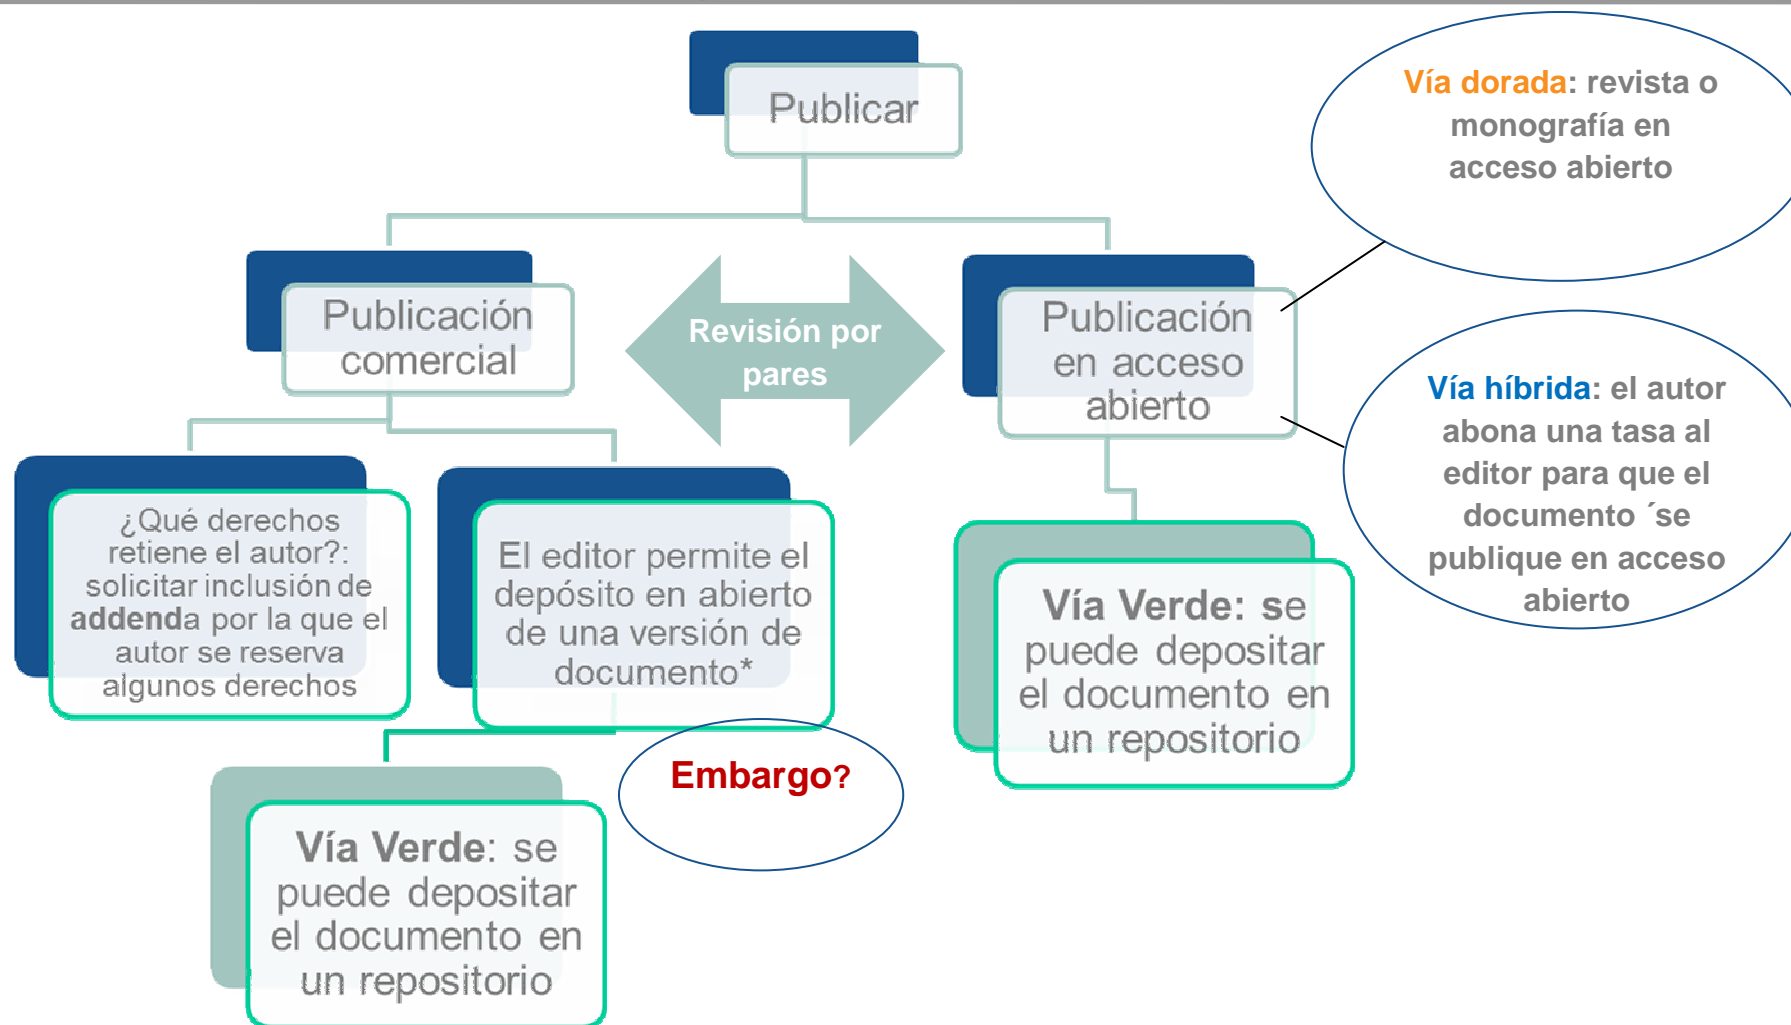 Publicar
Vía dorada: revista o
monografía en
acceso abierto
Publicación
comercial
Revisión por
pares
Publicación
en acceso
abierto
Vía híbrida: el autor
abona una tasa al
editor para que el
documento ´se
publique en acceso
abierto
¿Qué derechos
retiene el autor?:
solicitar inclusión de
addenda por la que el
autor se reserva
algunos derechos
El editor permite el
depósito en abierto
de una versión de
documento*
Vía Verde: se
puede depositar
el documento en
un repositorio
Embargo?
Vía Verde: se
puede depositar
el documento en
un repositorio